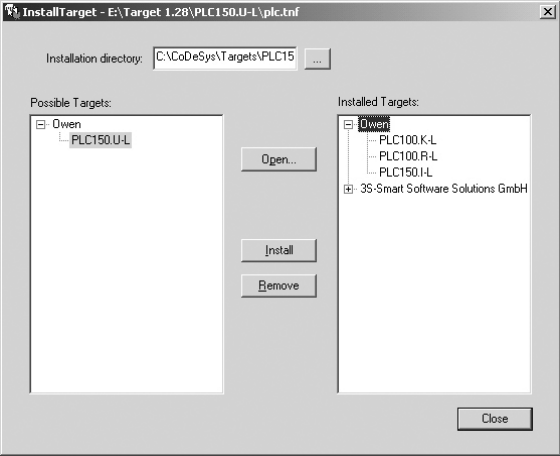 InstallTarget - E:\Target 1.28\PLC150.U-L\plc.tnf
Installation directory: C:\CoDeSys\Targets\PLC15 ...
Possible Targets:
Owen
PLC150.U-L
Open...
Install
Remove
Installed Targets:
Owen
PLC100.K-L
PLC100.R-L
PLC150.I-L
3S-Smart Software Solutions GmbH
Close